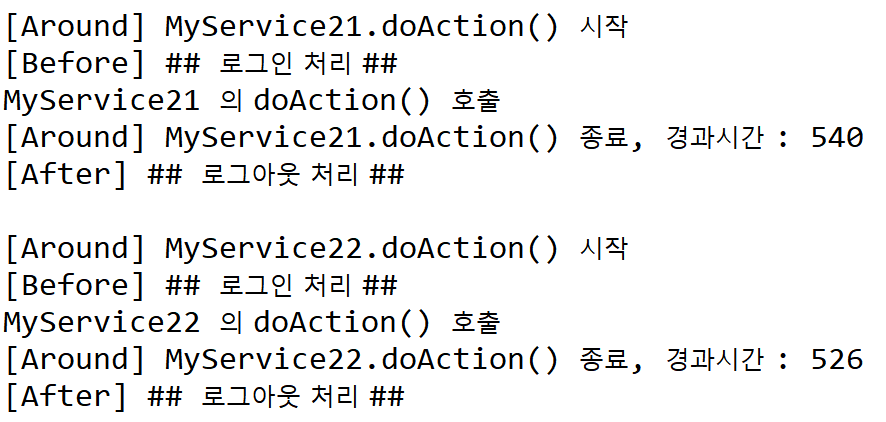 [Around] MyService21.doAction() 시작
[Before] ## 로그인 처리 ##
MyService21 의 doAction() 호출
[Around] MyService21.doAction() 종료, 경과시간 : 540
[After] ## 로그아웃 처리 ##
[Around] MyService22.doAction() 시작
[Before] ## 로그인 처리 ##
MyService22 의 doAction() 호출
[Around] MyService22.doAction() 종료, 경과시간 : 526
[After] ## 로그아웃 처리 ##